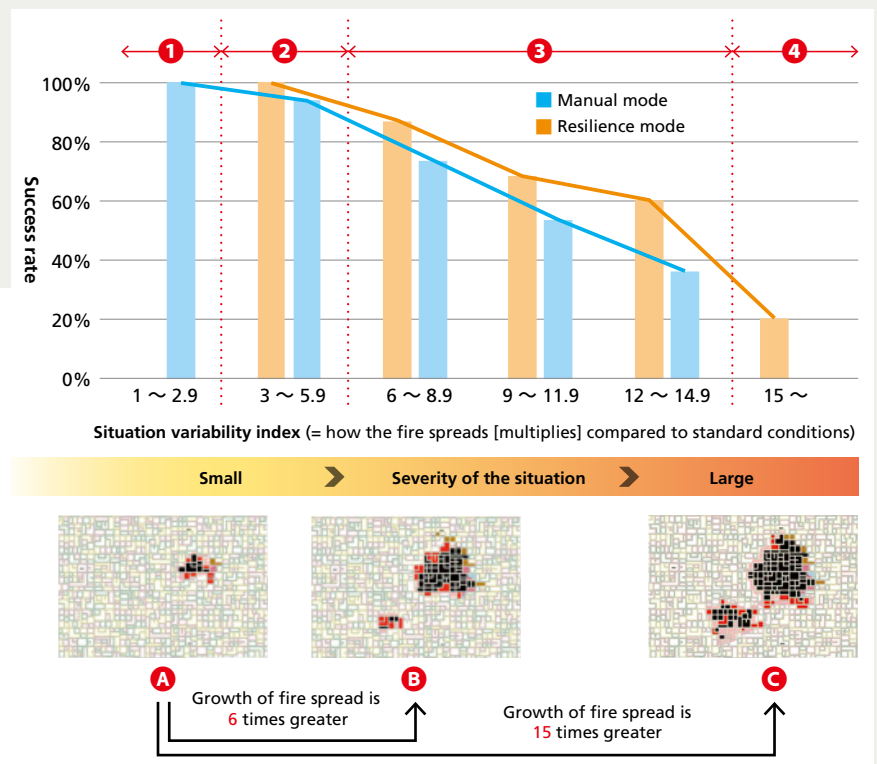 1 2 3 4
100%
80%
60%
40%
20%
0%
Success rate
Manual mode
Resilience mode
1 ~ 2.9 3 ~ 5.9 6 ~ 8.9 9 ~ 11.9 12 ~ 14.9 15 ~
Situation variability index (= how the fire spreads [multiplies] compared to standard conditions)
Small Severity of the situation Large
A B C
Growth of fire spread is
6 times greater
Growth of fire spread is
15 times greater